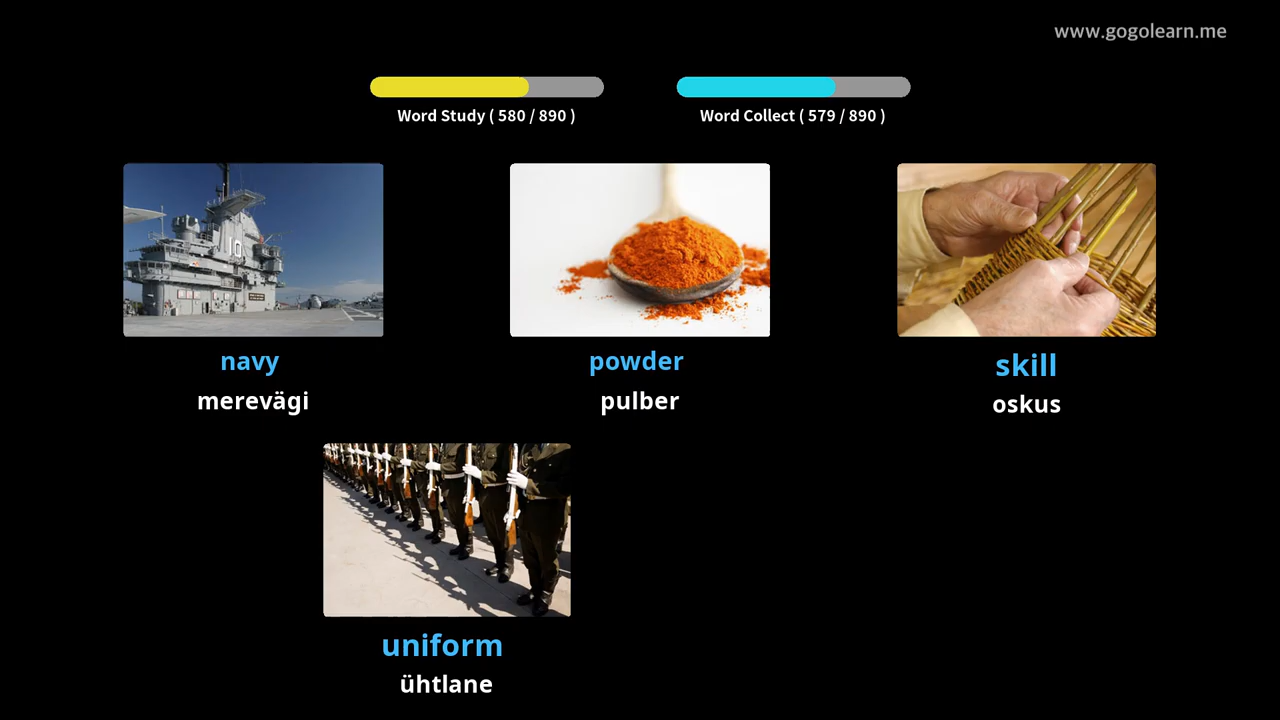 www.gogolearn.me
Word Study ( 580 / 890 )
Word Collect ( 579 / 890 )
navy
merevägi
powder
pulber
skill
oskus
uniform
ühtlane
10